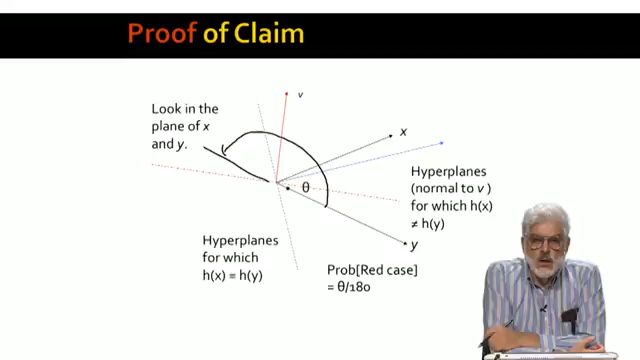 Proof of Claim
v
Look in the
plane of x
and y.
x
θ
Hyperplanes
(normal to v )
for which h(x)
≠ h(y)
Hyperplanes
for which
h(x) = h(y)
y
Prob[Red case]
= θ/180